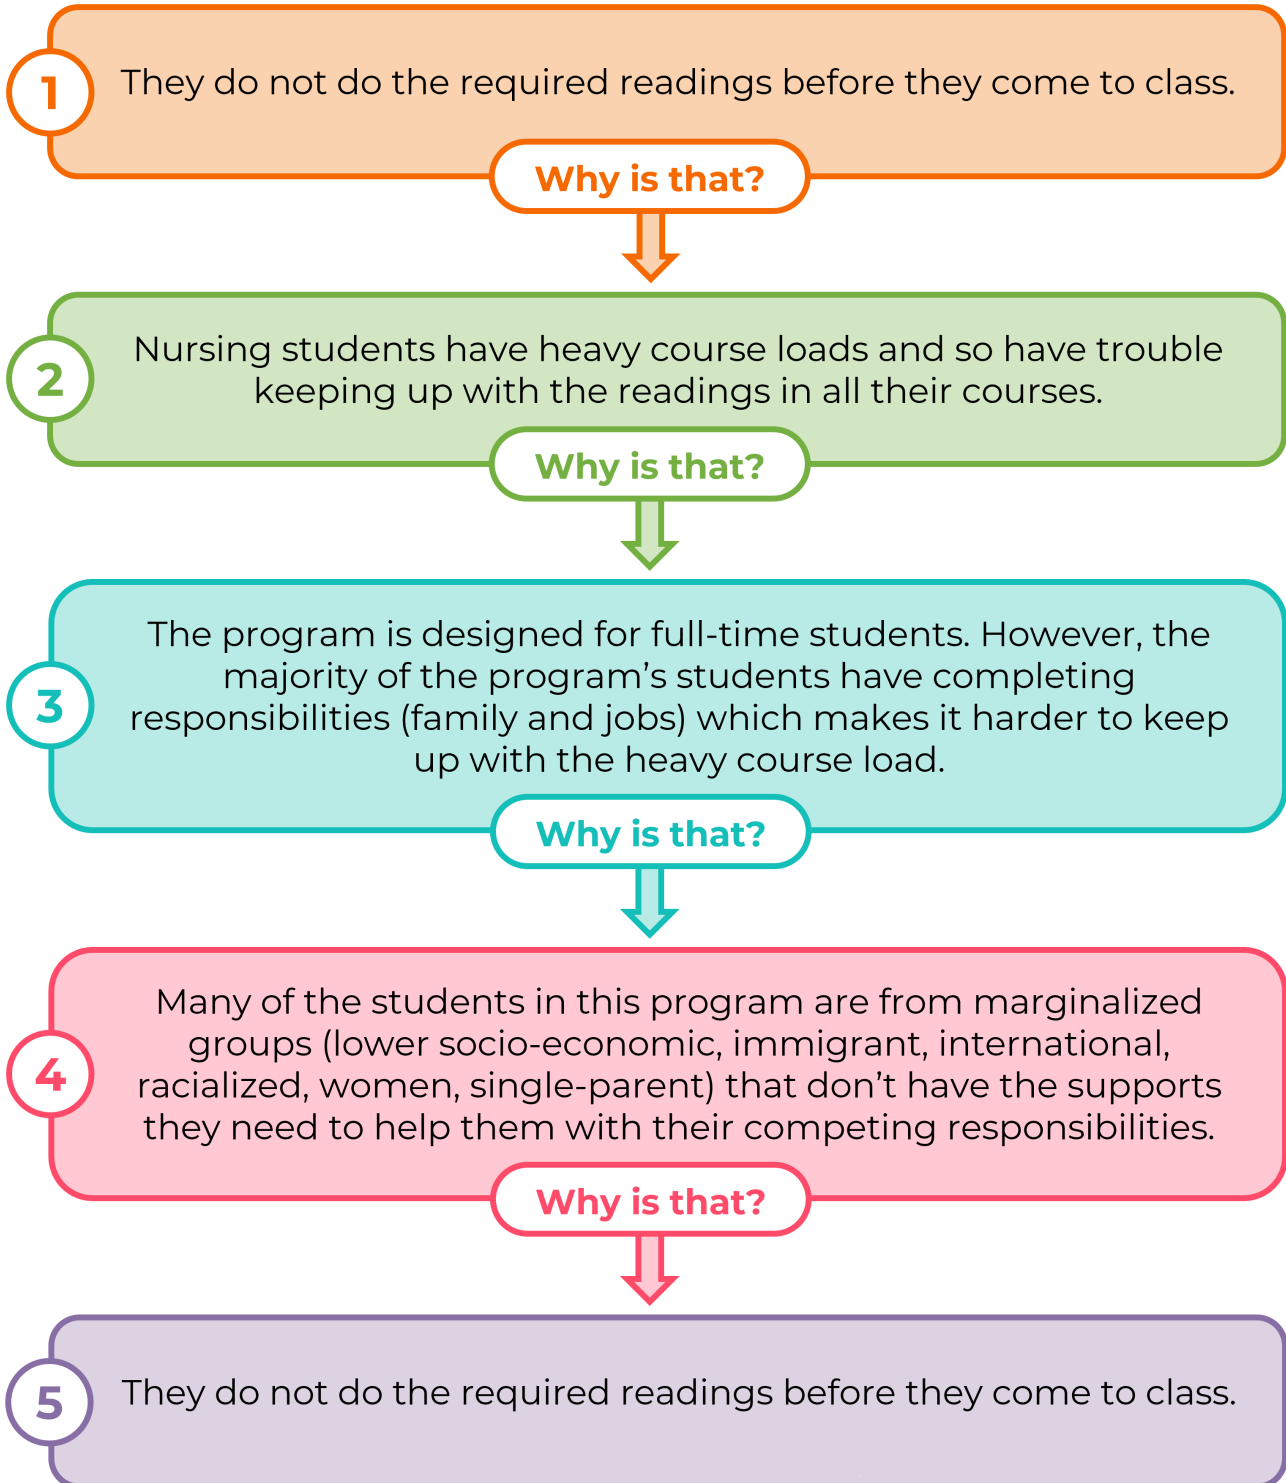 1
They do not do the required readings before they come to class.
Why is that?
2
Nursing students have heavy course loads and so have trouble
keeping up with the readings in all their courses.
Why is that?
3
The program is designed for full-time students. However, the
majority of the program’s students have completing
responsibilities (family and jobs) which makes it harder to keep
up with the heavy course load.
Why is that?
4
Many of the students in this program are from marginalized
groups (lower socio-economic, immigrant, international,
racialized, women, single-parent) that don’t have the supports
they need to help them with their competing responsibilities.
Why is that?
5
They do not do the required readings before they come to class.